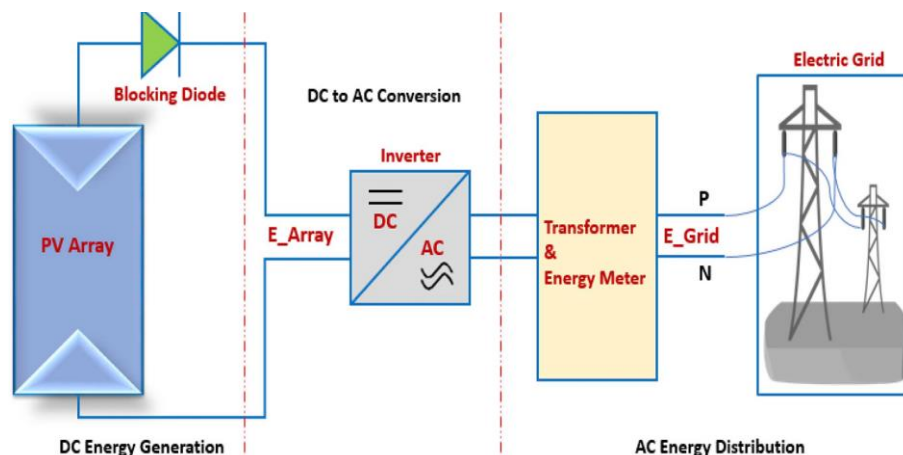 Electric Grid
Blocking Diode
DC to AC Conversion
Inverter
PV Array
E_Array
DC
AC
Transformer
&
Energy Meter
P
E_Grid
N
DC Energy Generation
AC Energy Distribution